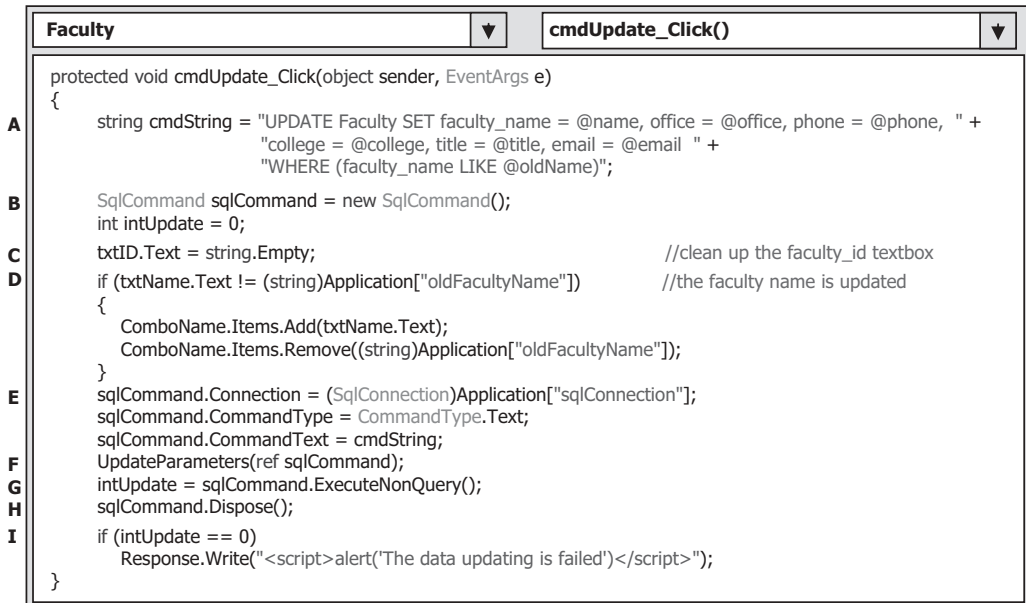 Faculty cmdUpdate_Click()
protected void cmdUpdate_Click(object sender, EventArgs e)
{
A string cmdString = "UPDATE Faculty SET faculty_name = @name, office = @office, phone = @phone, " +
"college = @college, title = @title, email = @email " +
"WHERE (faculty_name LIKE @oldName)";
B SqlCommand sqlCommand = new SqlCommand();
int intUpdate = 0;
C txtID.Text = string.Empty; //clean up the faculty_id textbox
D if (txtName.Text != (string)Application["oldFacultyName"]) //the faculty name is updated
{
ComboName.Items.Add(txtName.Text);
ComboName.Items.Remove((string)Application["oldFacultyName"]);
}
E sqlCommand.Connection = (SqlConnection)Application["sqlConnection"];
sqlCommand.CommandType = CommandType.Text;
sqlCommand.CommandText = cmdString;
F UpdateParameters(ref sqlCommand);
G intUpdate = sqlCommand.ExecuteNonQuery();
H sqlCommand.Dispose();
I if (intUpdate == 0)
Response.Write("<script>alert('The data updating is failed')</script>");
}